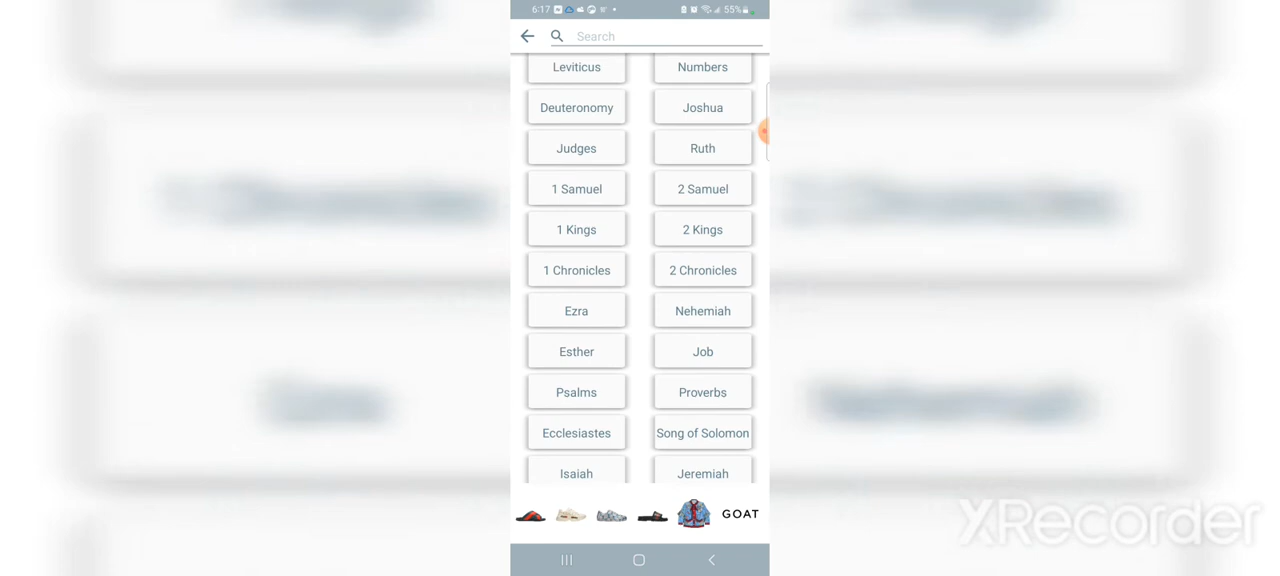 6:17 55%
Search
Leviticus Numbers
Deuteronomy Joshua
Judges Ruth
1 Samuel 2 Samuel
1 Kings 2 Kings
1 Chronicles 2 Chronicles
Ezra Nehemiah
Esther Job
Psalms Proverbs
Ecclesiastes Song of Solomon
Isaiah Jeremiah
GOAT
XRecorder